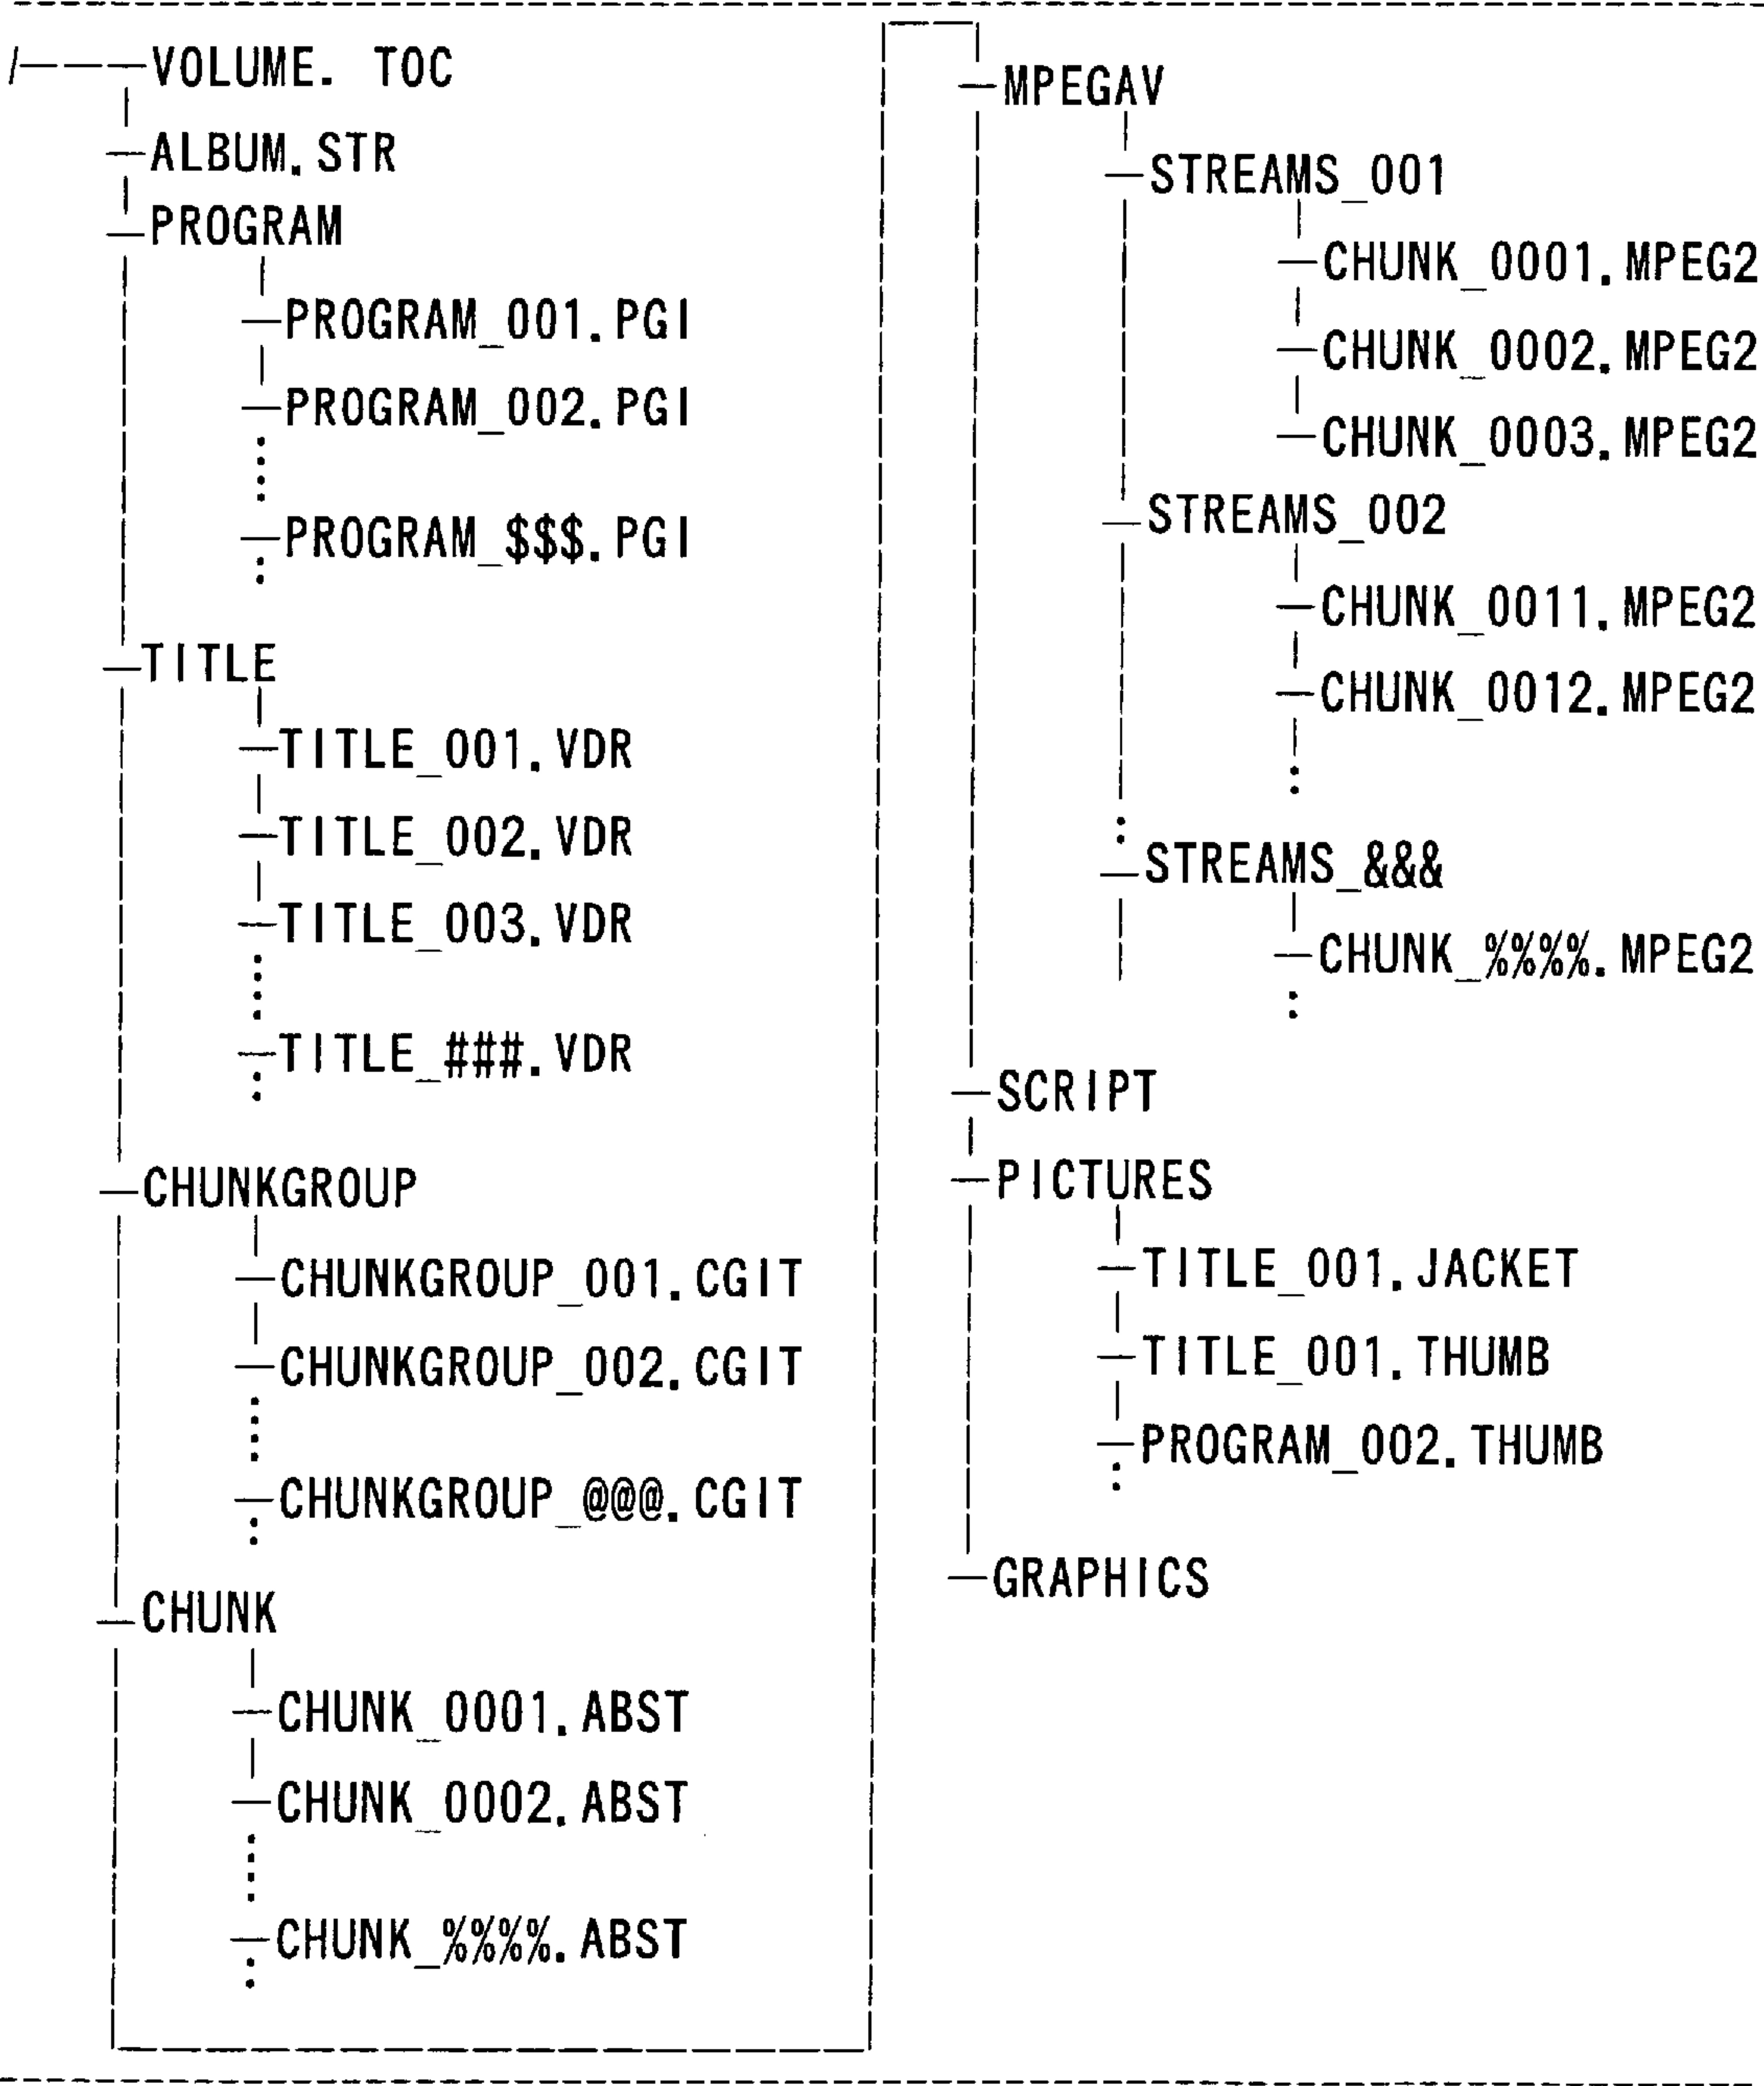 /---VOLUME. TOC
ALBUM.STR
PROGRAM
PROGRAM_001.PGI
PROGRAM_002.PGI
PROGRAM_$$$.PGI
TITLE
TITLE_001.VDR
TITLE_002.VDR
TITLE_003.VDR
TITLE_###.VDR
CHUNKGROUP
CHUNKGROUP_001.CGIT
CHUNKGROUP_002.CGIT
CHUNKGROUP_@@@.CGIT
CHUNK
CHUNK_0001.ABST
CHUNK_0002.ABST
CHUNK_%%%%.ABST
MPEGAV
STREAMS_001
CHUNK_0001.MPEG2
CHUNK_0002.MPEG2
CHUNK_0003.MPEG2
STREAMS_002
CHUNK_0011.MPEG2
CHUNK_0012.MPEG2
STREAMS_&&&
CHUNK_%%%%.MPEG2
SCRIPT
PICTURES
TITLE_001.JACKET
TITLE_001.THUMB
PROGRAM_002.THUMB
GRAPHICS